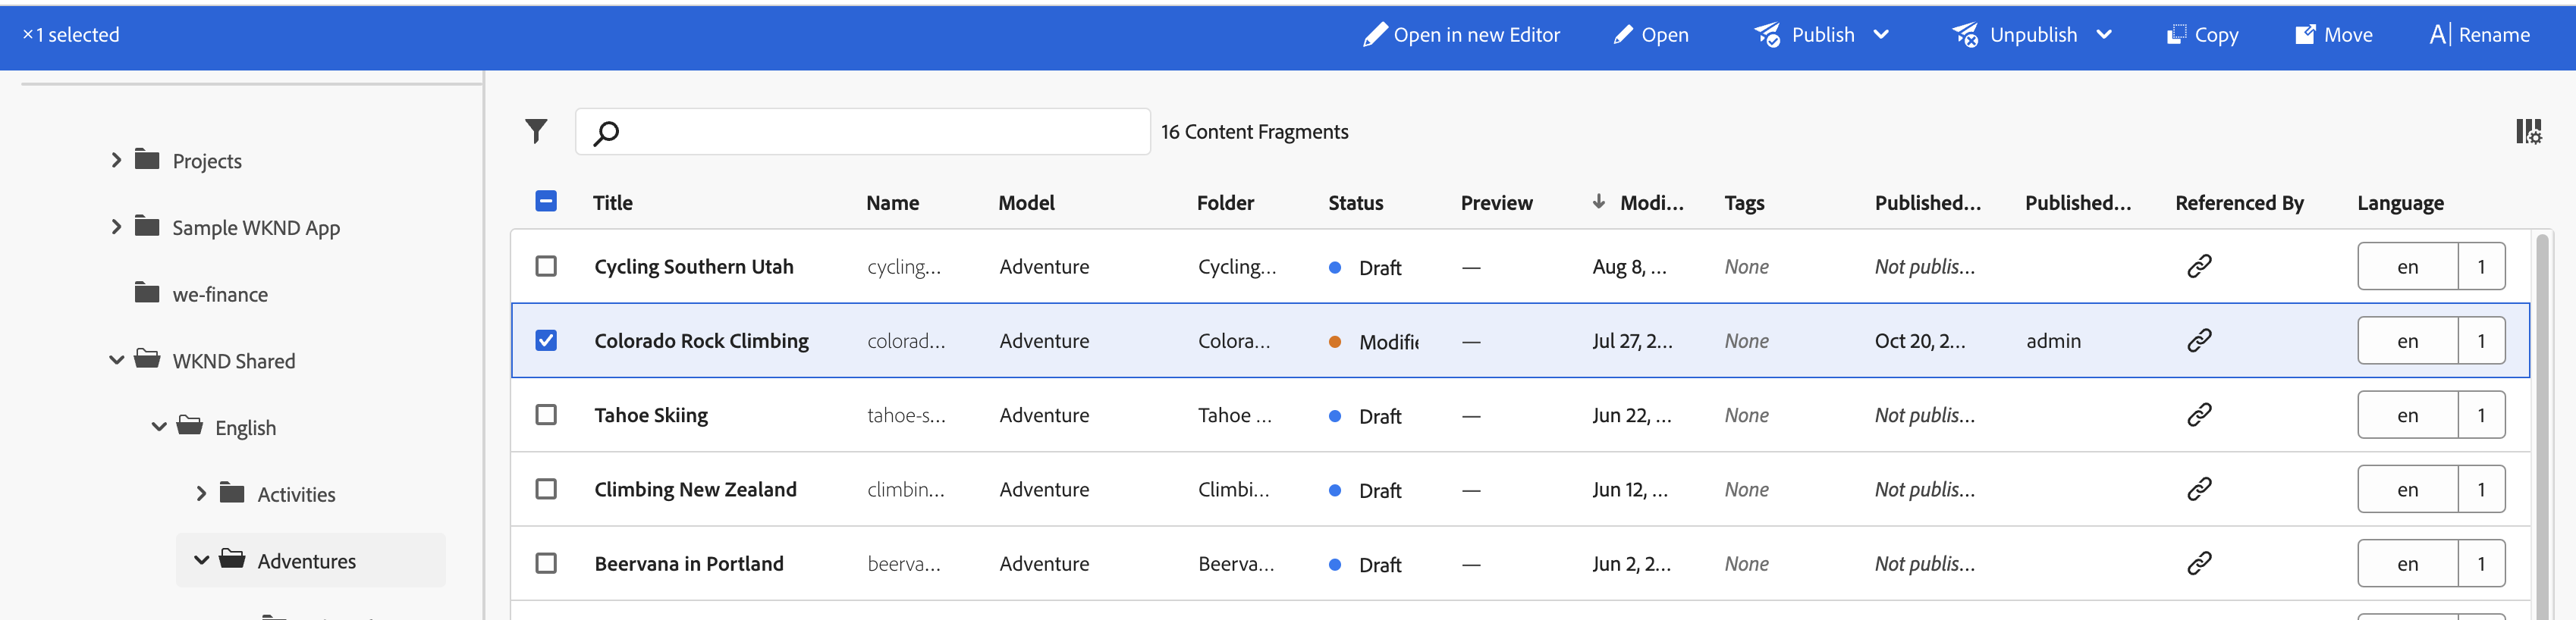 ×1 selected Open in new Editor Open Publish Unpublish Copy Move A| Rename
16 Content Fragments
Projects
Sample WKND App
we-finance
WKND Shared
English
Activities
Adventures
Title Name Model Folder Status Preview Modi... Tags Published... Published... Referenced By Language
Cycling Southern Utah cycling... Adventure Cycling... Draft — Aug 8, ... None Not publis... en 1
Colorado Rock Climbing colorad... Adventure Colora... Modifi Jul 27, 2... None Oct 20, 2... admin en 1
Tahoe Skiing tahoe-s... Adventure Tahoe ... Draft — Jun 22, ... None Not publis... en 1
Climbing New Zealand climbin... Adventure Climbi... Draft — Jun 12, ... None Not publis... en 1
Beervana in Portland beerva... Adventure Beerva... Draft — Jun 2, 2... None Not publis... en 1